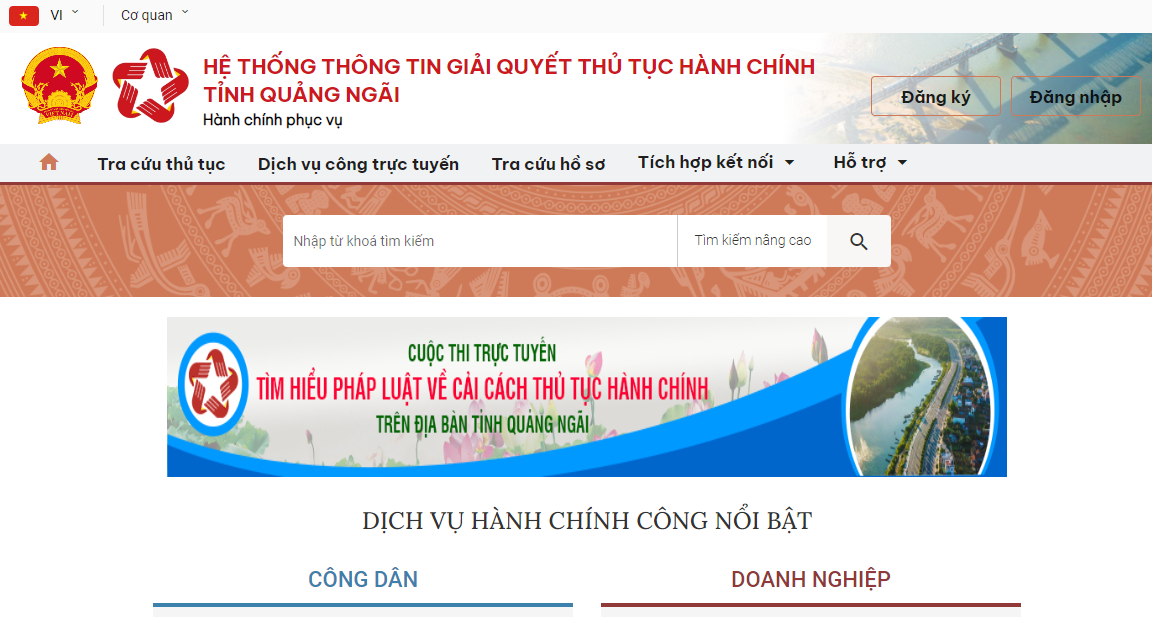 VI
Cơ quan
HỆ THỐNG THÔNG TIN GIẢI QUYẾT THỦ TỤC HÀNH CHÍNH
TỈNH QUẢNG NGÃI
Hành chính phục vụ
Đăng ký
Đăng nhập
Tra cứu thủ tục
Dịch vụ công trực tuyến
Tra cứu hồ sơ
Tích hợp kết nối
Hỗ trợ
Nhập từ khoá tìm kiếm
Tìm kiếm nâng cao
CUỘC THI TRỰC TUYẾN
TÌM HIỂU PHÁP LUẬT VỀ CẢI CÁCH THỦ TỤC HÀNH CHÍNH
TRÊN ĐỊA BÀN TỈNH QUẢNG NGÃI
DỊCH VỤ HÀNH CHÍNH CÔNG NỔI BẬT
CÔNG DÂN
DOANH NGHIỆP